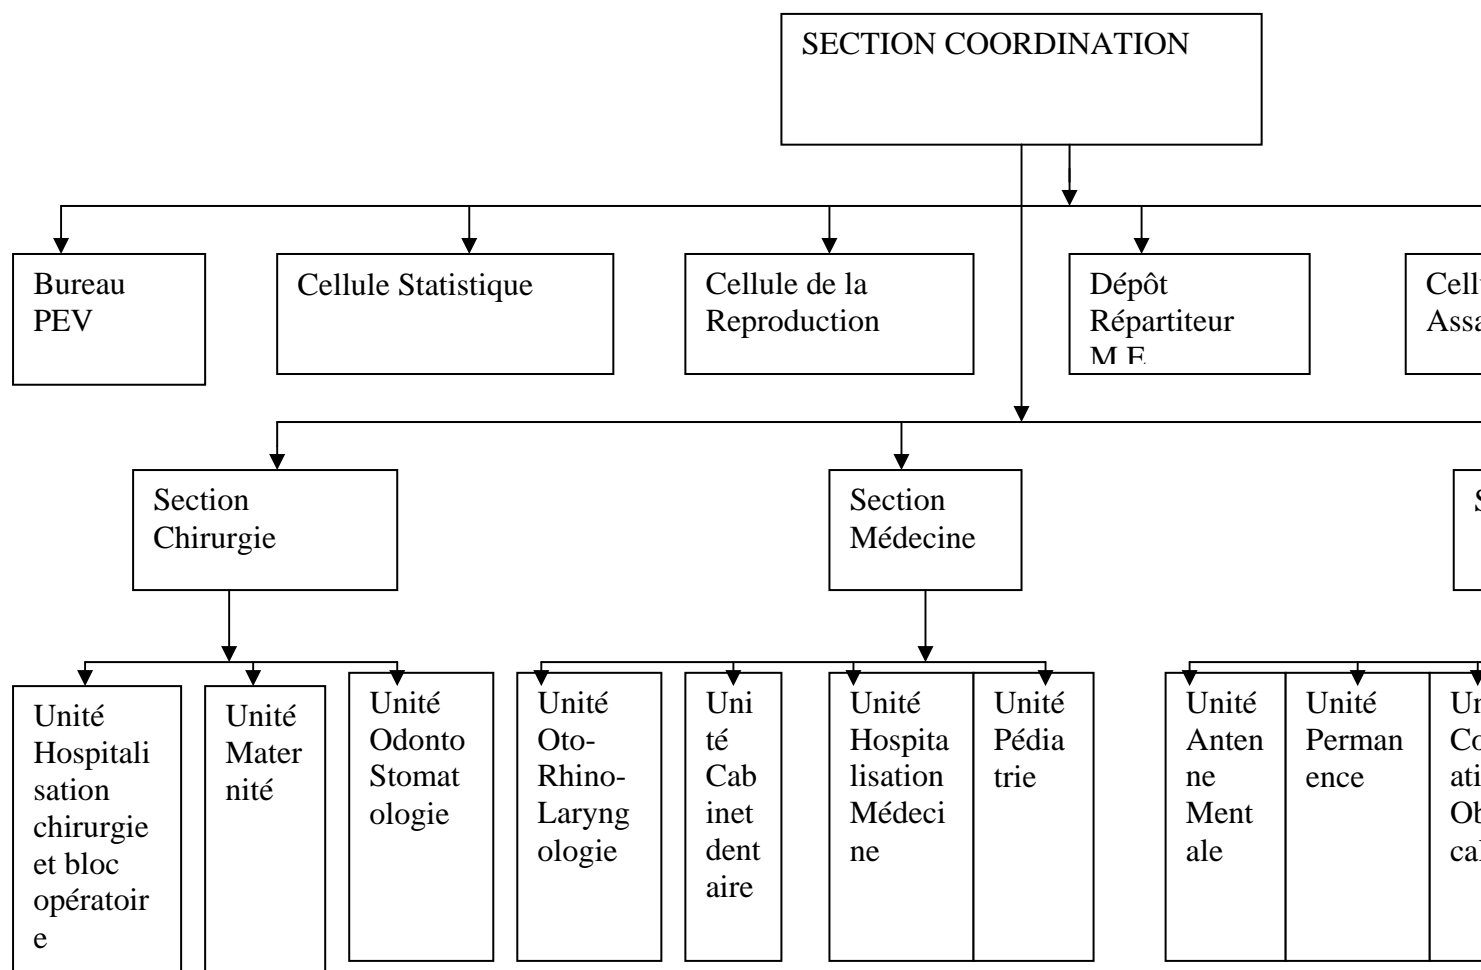 SECTION COORDINATION
Bureau
PEV
Cellule Statistique
Cellule de la
Reproduction
Dépôt
Répartiteur
M.E.
Section
Chirurgie
Section
Médecine
Unité
Hospitali
sation
chirurgie
et bloc
opératoir
e
Unité
Mater
nité
Unité
Odonto
Stomat
ologie
Unité
Oto-
Rhino-
Laryng
ologie
Uni
té
Cab
inet
dent
aire
Unité
Hospita
lisation
Médeci
ne
Unité
Pédia
trie
Unité
Anten
ne
Ment
ale
Unité
Perman
ence